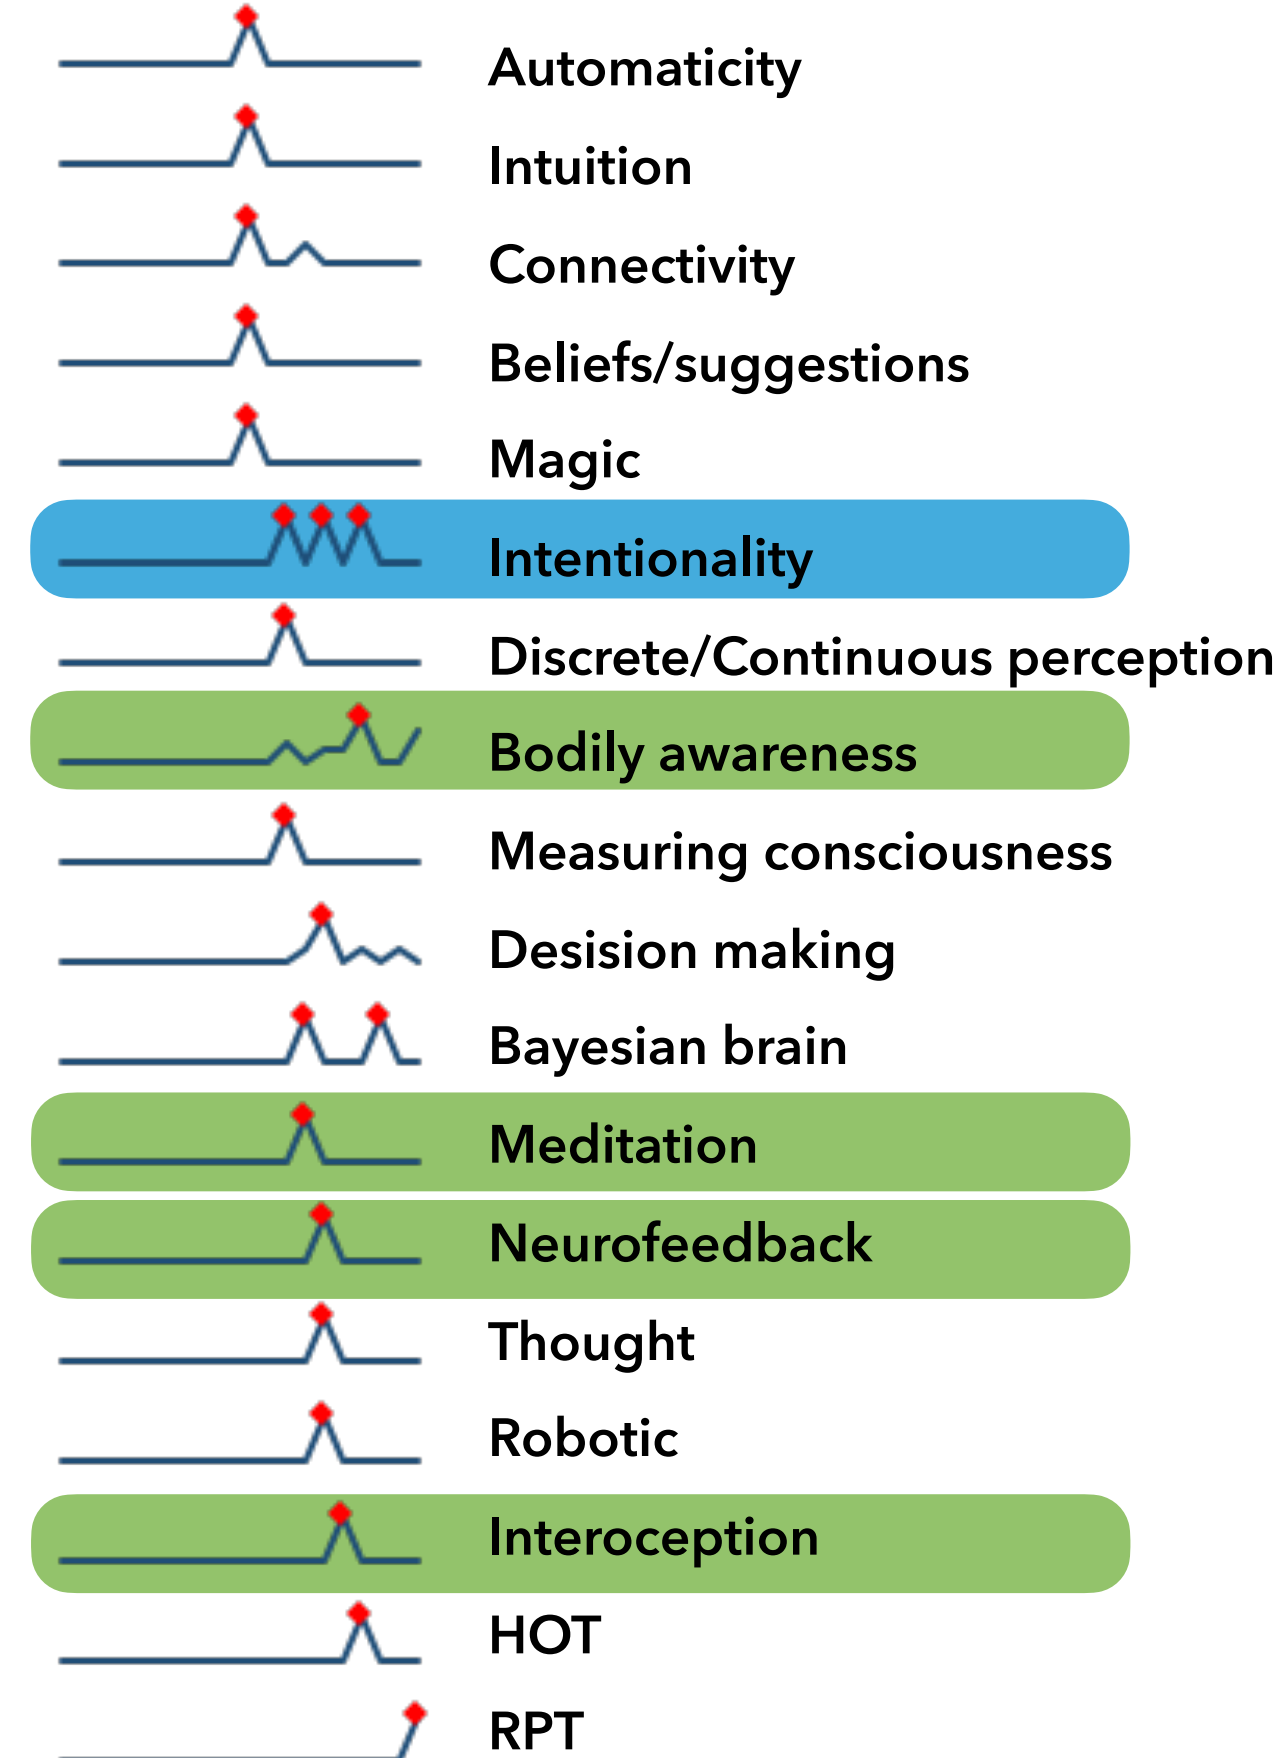 Automaticity
Intuition
Connectivity
Beliefs/suggestions
Magic
Intentionality
Discrete/Continuous perception
Bodily awareness
Measuring consciousness
Desision making
Bayesian brain
Meditation
Neurofeedback
Thought
Robotic
Interoception
HOT
RPT